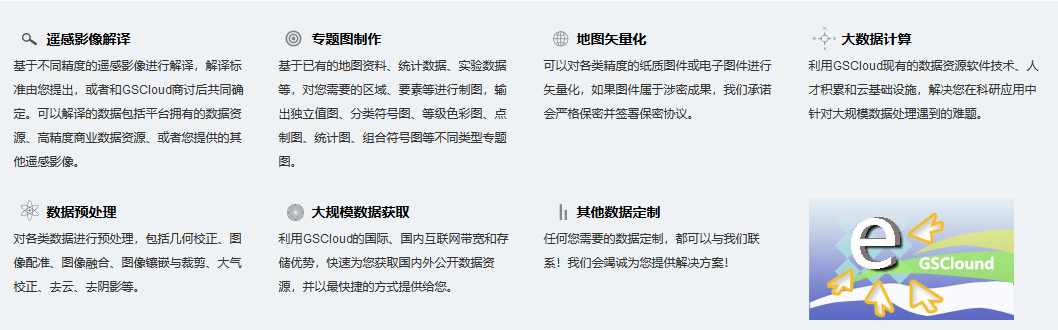 遥感影像解译
基于不同精度的遥感影像进行解译，解译标
准由您提出，或者和GSCloud商讨后共同确
定。可以解译的数据包括平台拥有的数据资
源、高精度商业数据资源、或者您提供的其
他遥感影像。
专题图制作
基于已有的地图资料、统计数据、实验数据
等，对您需要的区域、要素等进行制图，输
出独立值图、分类符号图、等级色彩图、点
制图、统计图、组合符号图等不同类型专题
图。
地图矢量化
可以对各类精度的纸质图件或电子图件进行
矢量化，如果图件属于涉密成果，我们承诺
会严格保密并签署保密协议。
大数据计算
利用GSCloud现有的数据资源软件技术、人
才积累和云基础设施，解决您在科研应用中
针对大规模数据处理遇到的难题。
数据预处理
对各类数据进行预处理，包括几何校正、图
像配准、图像融合、图像镶嵌与裁剪、大气
校正、去云、去阴影等。
大规模数据获取
利用GSCloud的国际、国内互联网带宽和存
储优势，快速为您获取国内外公开数据资
源，并以最快捷的方式提供给您。
其他数据定制
任何您需要的数据定制，都可以与我们联
系！我们会竭诚为您提供解决方案！
e
GSClound